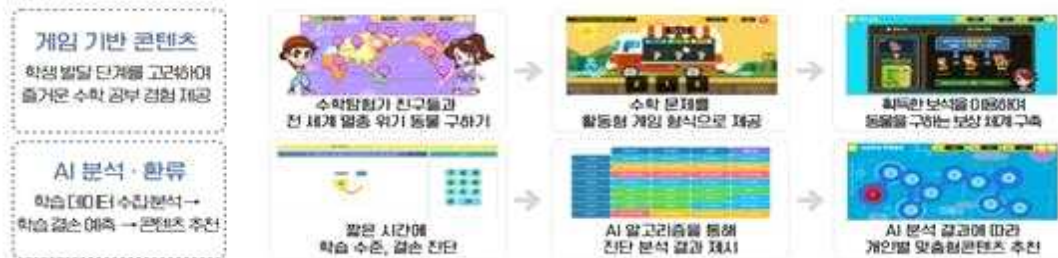 게임 기반 콘텐츠
학생 발달 단계를 고려하여
즐거운 수학 공부 경험 제공
수학탐험가 친구들과
전 세계 멸종 위기 동물 구하기
수학 문제를
활동형 게임 형식으로 제공
획득한 보석을 이용하여
동물을 구하는 보상 체계 구축
AI 분석 · 환류
학습 데이터 수집·분석 →
학습 결손 예측 → 콘텐츠 추천
짧은 시간에
학습 수준, 결손 진단
AI 알고리즘을 통해
진단 분석 결과 제시
AI 분석 결과에 따라
개인별 맞춤형콘텐츠 추천